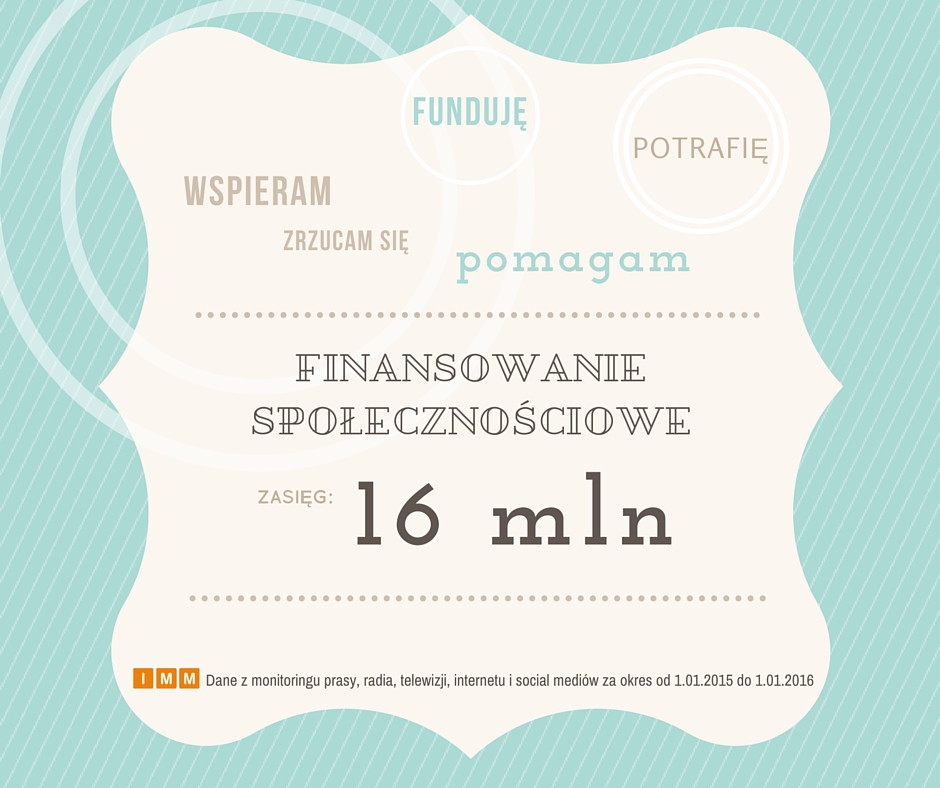 FUNDUJĘ
POTRAFIĘ
WSPIERAM
ZRZUCAM SIĘ
pomagam
FINANSOWANIE
SPOŁECZNOŚCIOWE
ZASIĘG: 16 mln
IMM Dane z monitoringu prasy, radia, telewizji, internetu i social mediów za okres od 1.01.2015 do 1.01.2016